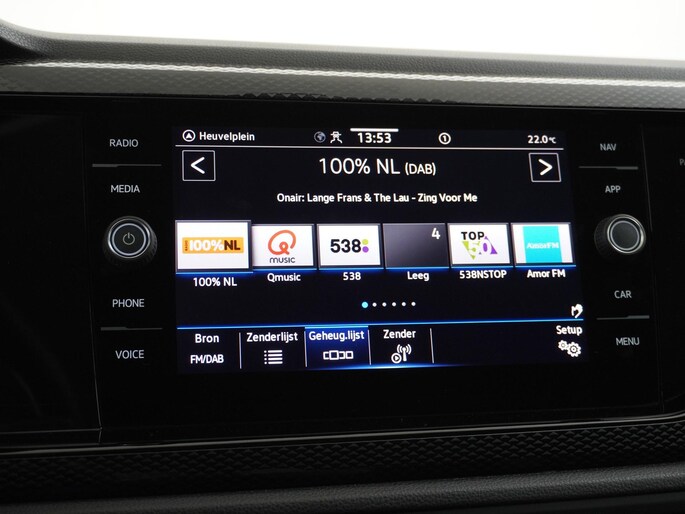 RADIO
MEDIA
PHONE
VOICE
Heuvelplein
13:53
1
22.0°C
100% NL (DAB)
Onair: Lange Frans & The Lau - Zing Voor Me
100%NL
Q MUSIC
538
4
TOP 50
AmorFM
100% NL
Qmusic
538
Leeg
538NSTOP
Amor FM
Bron
FM/DAB
Zenderlijst
Geheug.lijst
Zender
Setup
NAV
APP
CAR
MENU